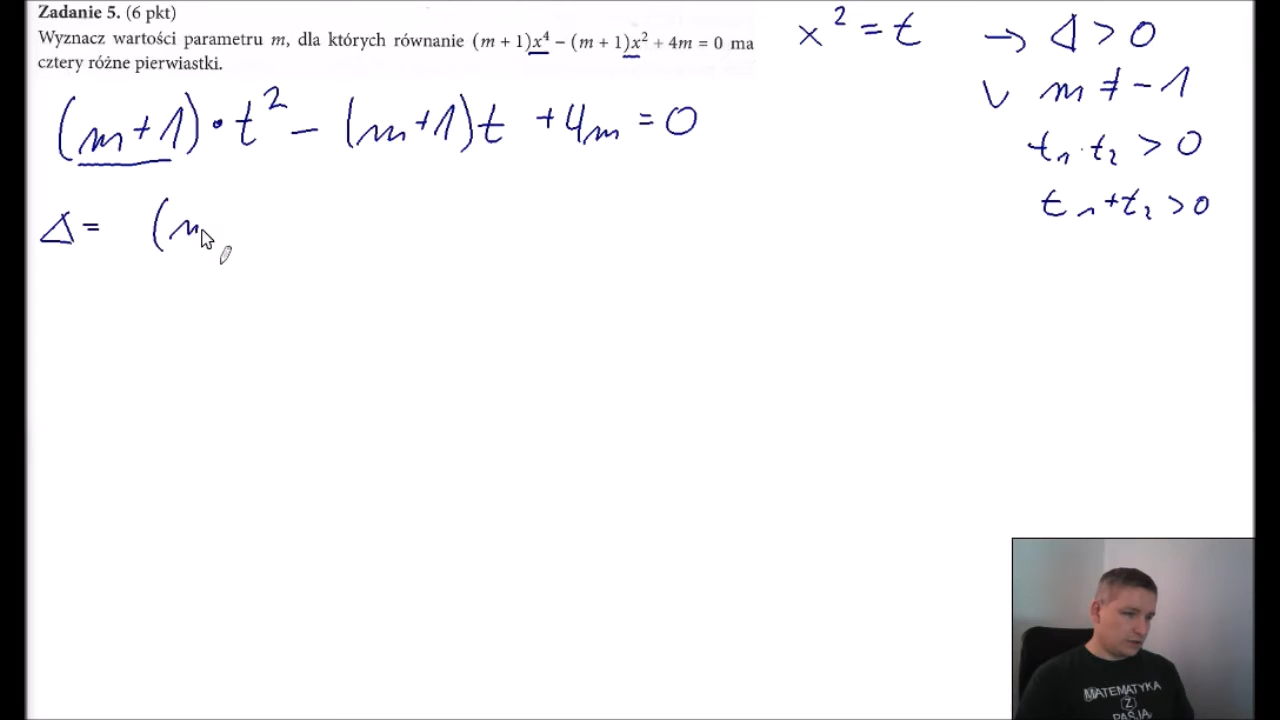 Zadanie 5. (6 pkt)
Wyznacz wartości parametru m, dla których równanie (m + 1)x⁴ − (m + 1)x² + 4m = 0 ma
cztery różne pierwiastki.
x² = t → Δ > 0
∨ m ≠ -1
(m+1)·t² − (m+1)t + 4m = 0
t₁·t₂ > 0
t₁+t₂ > 0
Δ = (m
MATEMATYKA
Z
PASJĄ